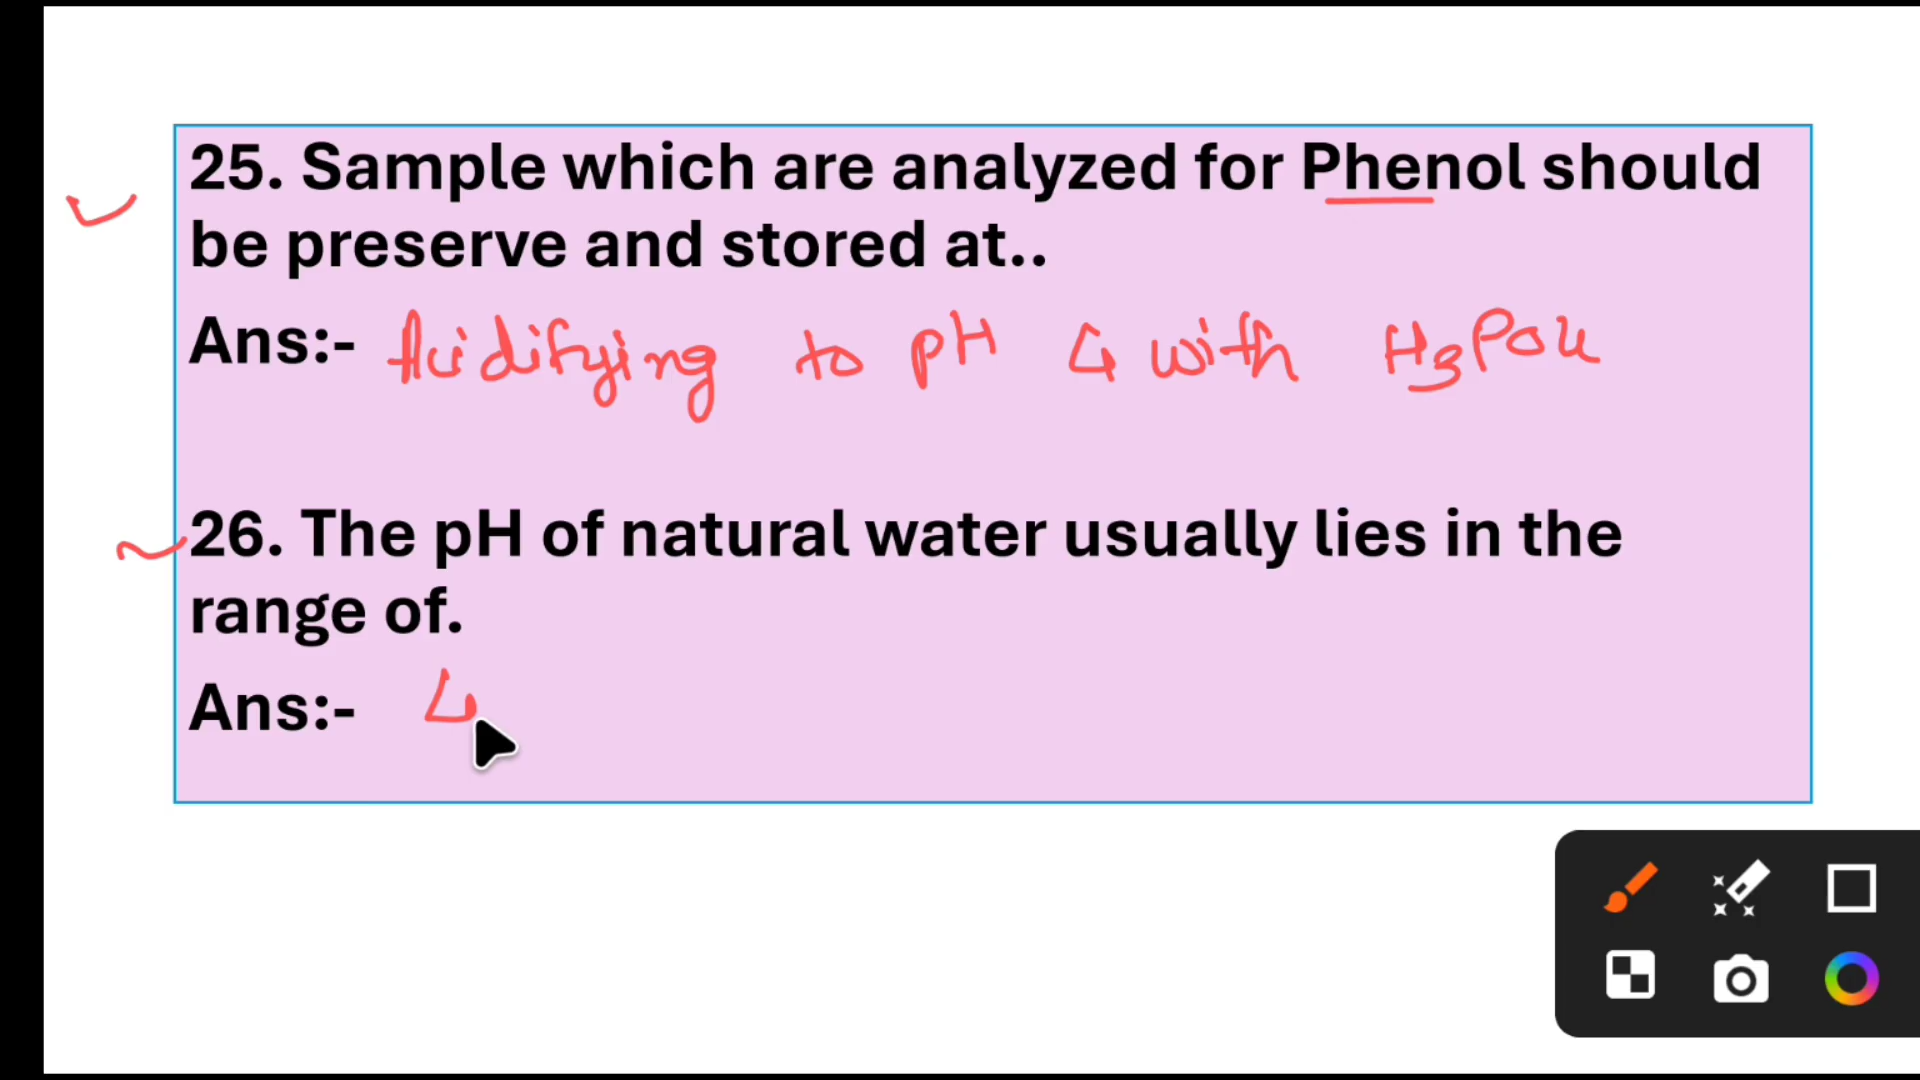 25. Sample which are analyzed for Phenol should
be preserve and stored at..
Ans:- Acidifying to pH 4 with H3PO4
26. The pH of natural water usually lies in the
range of.
Ans:- 4